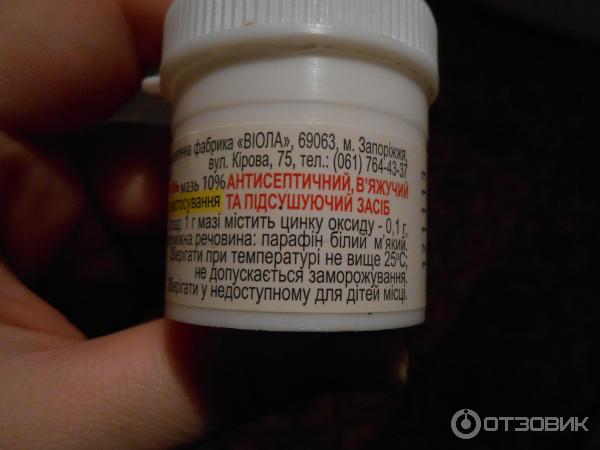 фабрика «ВІОЛА», 69063, м. Запоріжжя,
вул. Кірова, 75, тел.: (061) 764-43-37
мазь 10% АНТИСЕПТИЧНИЙ, В'ЯЖУЧИЙ
ТА ПІДСУШУЮЧИЙ ЗАСІБ
1 г мазі містить цинку оксиду - 0,1 г,
речовина: парафін білий м'який.
Зберігати при температурі не вище 25°С;
не допускається заморожування.
Зберігати у недоступному для дітей місці.
ОТЗОВИК